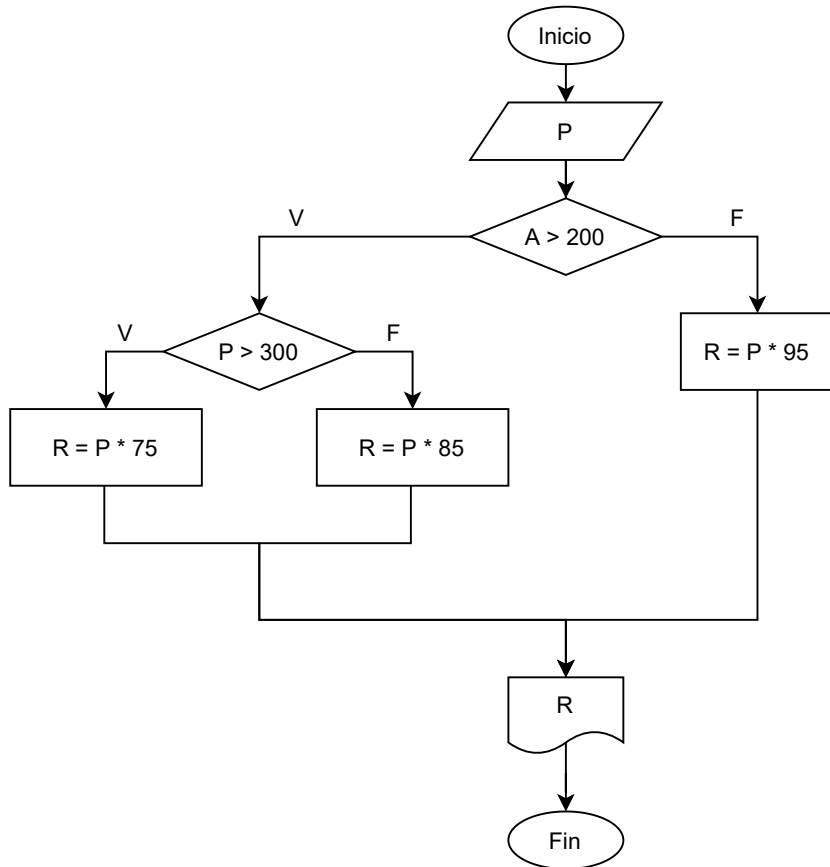 Inicio
P
A > 200
V
F
P > 300
V
F
R = P * 95
R = P * 75
R = P * 85
R
Fin